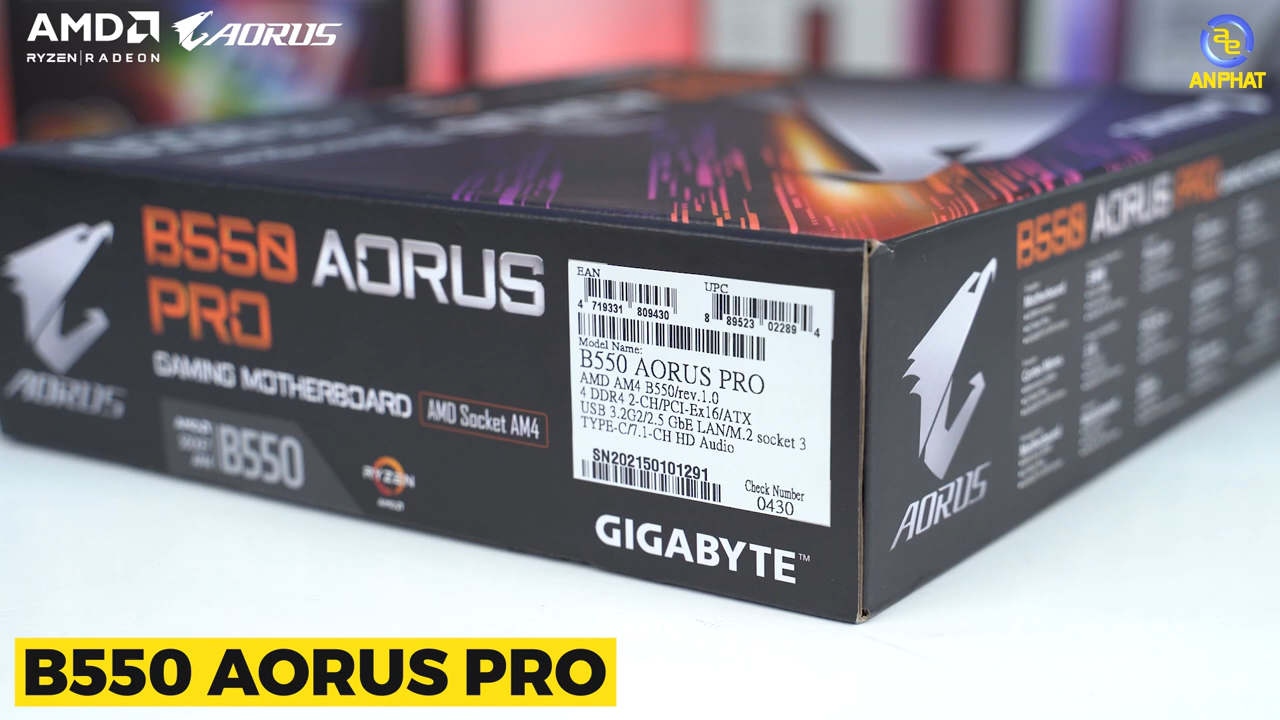 AMD
RYZEN | RADEON
AORUS
ae
ANPHAT
B550 AORUS
PRO
GAMING MOTHERBOARD
AMD Socket AM4
AORUS
AMD
B550
RYZEN
AMD
EAN
UPC
4 719331 809430
8 89523 02289 4
Model Name:
B550 AORUS PRO
AMD AM4 B550/rev.1.0
4 DDR4 2-CH/PCI-Ex16/ATX
USB 3.2G2/2.5 GbE LAN/M.2 socket 3
TYPE-C/7.1-CH HD Audio
SN202150101291
Check Number
0430
GIGABYTE™
B550 AORUS PRO
AORUS
B550 AORUS PRO